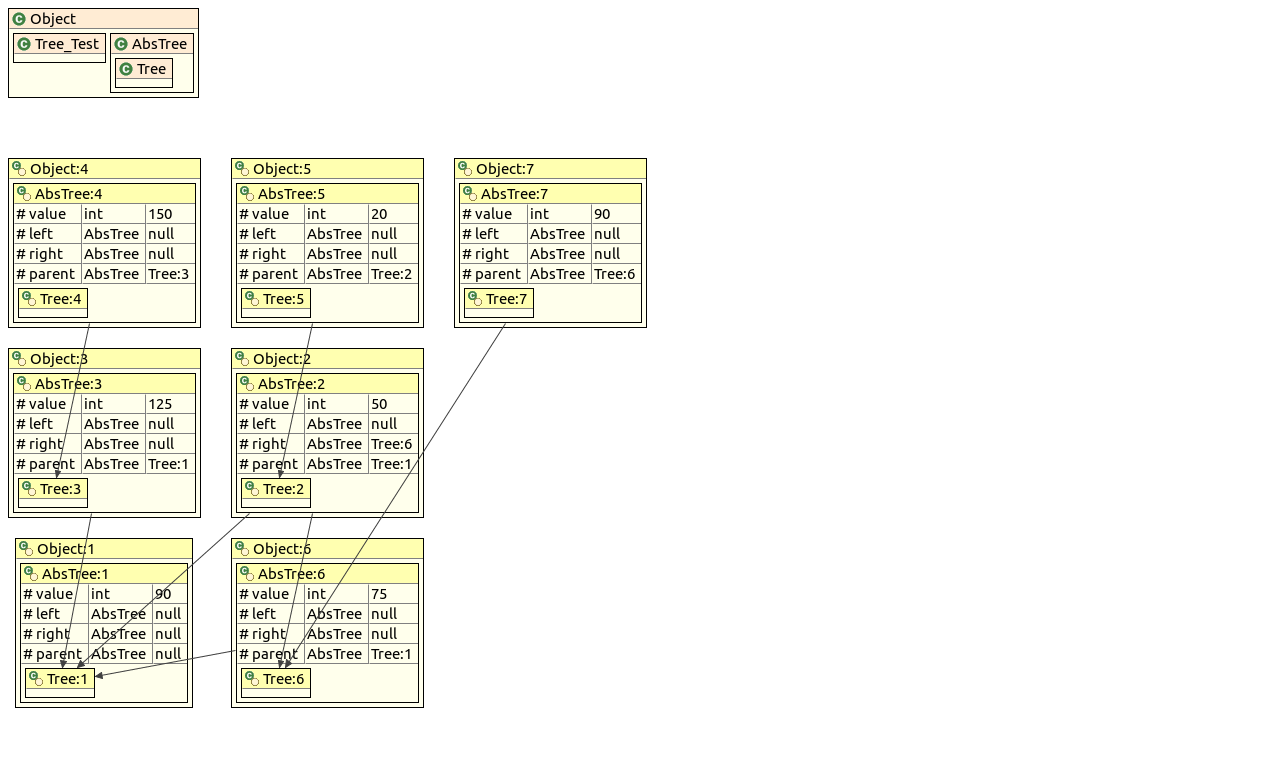 Object
Tree_Test
AbsTree
Tree
Object:4
AbsTree:4
# value int 150
# left AbsTree null
# right AbsTree null
# parent AbsTree Tree:3
Tree:4
Object:5
AbsTree:5
# value int 20
# left AbsTree null
# right AbsTree null
# parent AbsTree Tree:2
Tree:5
Object:7
AbsTree:7
# value int 90
# left AbsTree null
# right AbsTree null
# parent AbsTree Tree:6
Tree:7
Object:3
AbsTree:3
# value int 125
# left AbsTree null
# right AbsTree null
# parent AbsTree Tree:1
Tree:3
Object:2
AbsTree:2
# value int 50
# left AbsTree null
# right AbsTree Tree:6
# parent AbsTree Tree:1
Tree:2
Object:1
AbsTree:1
# value int 90
# left AbsTree null
# right AbsTree null
# parent AbsTree null
Tree:1
Object:6
AbsTree:6
# value int 75
# left AbsTree null
# right AbsTree null
# parent AbsTree Tree:1
Tree:6